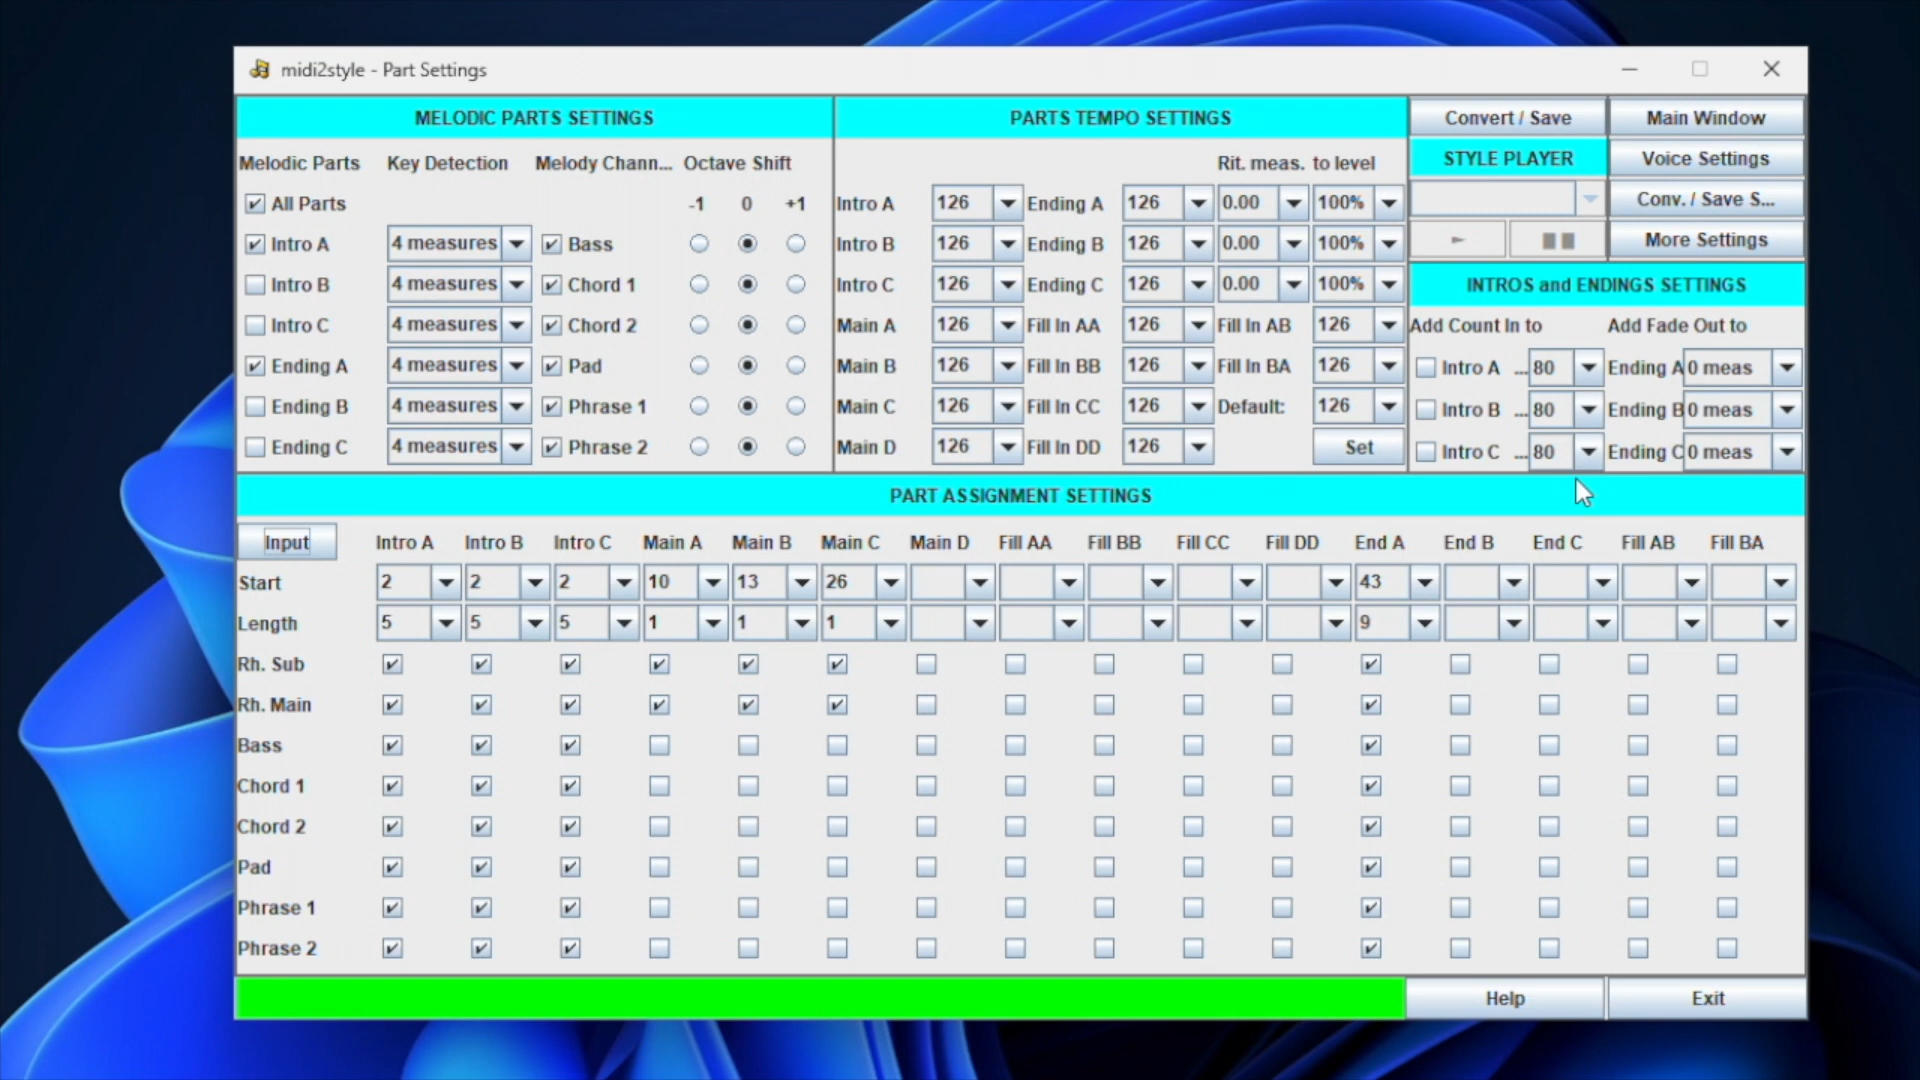 midi2style - Part Settings
MELODIC PARTS SETTINGS
Melodic Parts Key Detection Melody Chann... Octave Shift
All Parts -1 0 +1
Intro A 4 measures Bass
Intro B 4 measures Chord 1
Intro C 4 measures Chord 2
Ending A 4 measures Pad
Ending B 4 measures Phrase 1
Ending C 4 measures Phrase 2
PARTS TEMPO SETTINGS
Rit. meas. to level
Intro A 126 Ending A 126 0.00 100%
Intro B 126 Ending B 126 0.00 100%
Intro C 126 Ending C 126 0.00 100%
Main A 126 Fill In AA 126 Fill In AB 126
Main B 126 Fill In BB 126 Fill In BA 126
Main C 126 Fill In CC 126 Default: 126
Main D 126 Fill In DD 126 Set
Convert / Save Main Window
STYLE PLAYER Voice Settings
Conv. / Save S...
More Settings
INTROS and ENDINGS SETTINGS
Add Count In to Add Fade Out to
Intro A ... 80 Ending A 0 meas
Intro B ... 80 Ending B 0 meas
Intro C ... 80 Ending C 0 meas
PART ASSIGNMENT SETTINGS
Input Intro A Intro B Intro C Main A Main B Main C Main D Fill AA Fill BB Fill CC Fill DD End A End B End C Fill AB Fill BA
Start 2 2 2 10 13 26 43
Length 5 5 5 1 1 1 9
Rh. Sub
Rh. Main
Bass
Chord 1
Chord 2
Pad
Phrase 1
Phrase 2
Help Exit